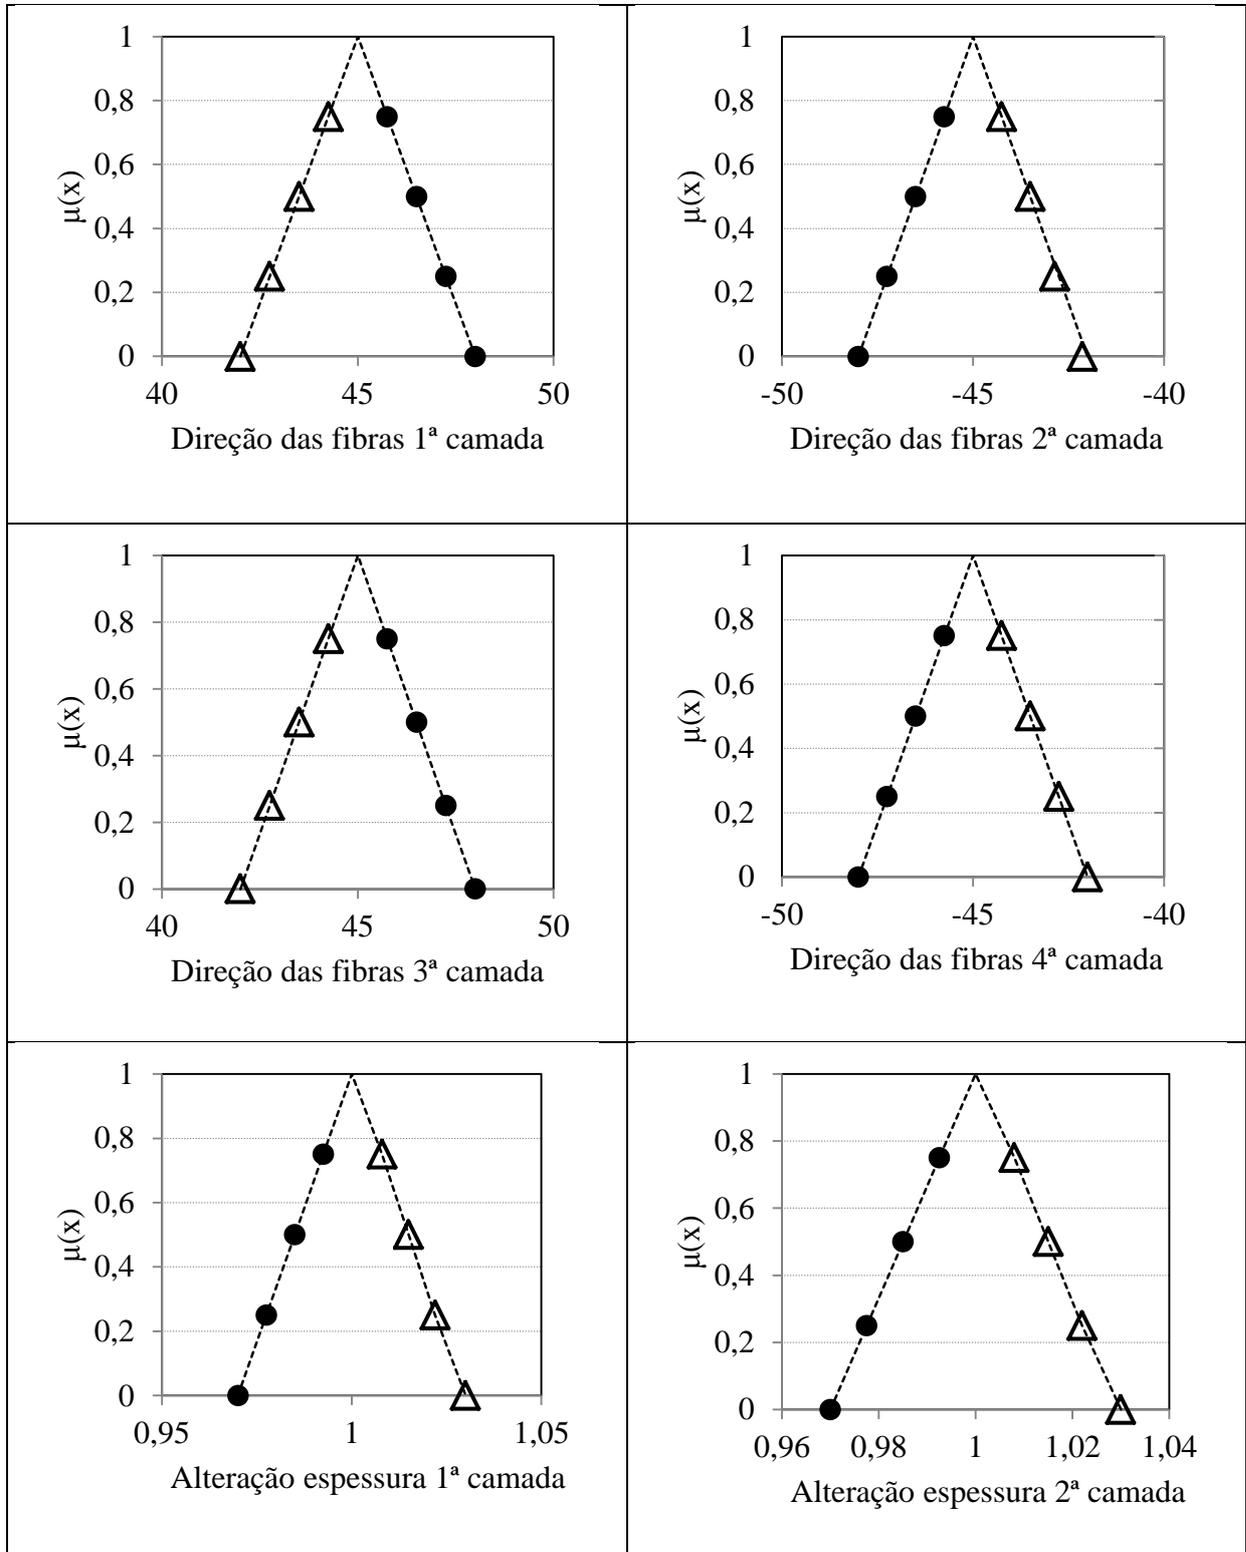 1
0,8
0,6
0,4
0,2
0
μ(x)
40 45 50
Direção das fibras 1ª camada
1
0,8
0,6
0,4
0,2
0
μ(x)
-50 -45 -40
Direção das fibras 2ª camada
1
0,8
0,6
0,4
0,2
0
μ(x)
40 45 50
Direção das fibras 3ª camada
1
0,8
0,6
0,4
0,2
0
μ(x)
-50 -45 -40
Direção das fibras 4ª camada
1
0,8
0,6
0,4
0,2
0
μ(x)
0,95 1 1,05
Alteração espessura 1ª camada
1
0,8
0,6
0,4
0,2
0
μ(x)
0,96 0,98 1 1,02 1,04
Alteração espessura 2ª camada